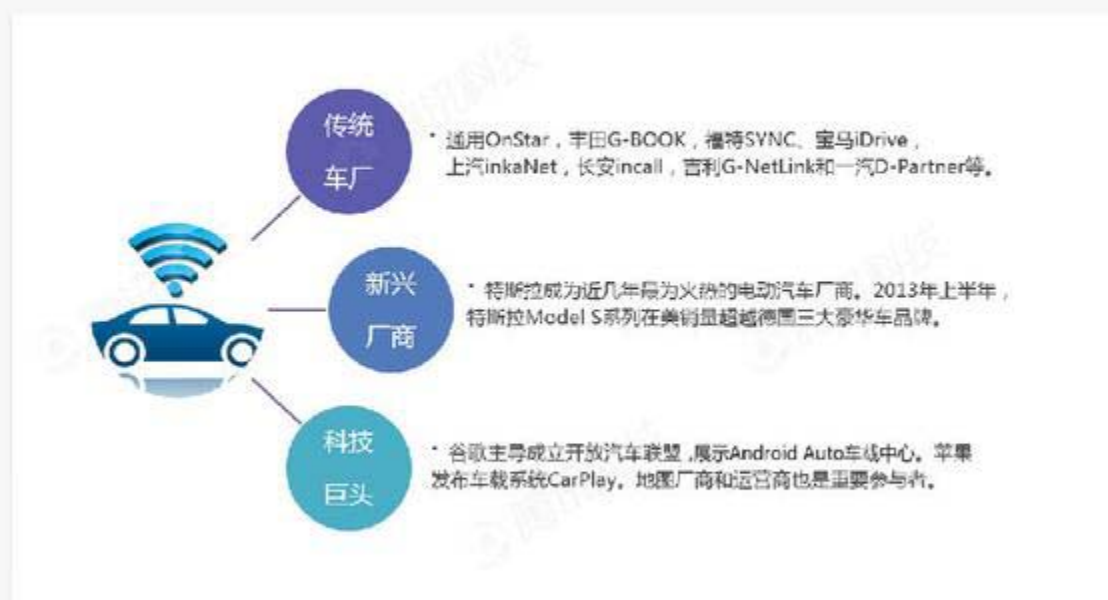 传统
车厂
· 通用OnStar，丰田G-BOOK，福特SYNC、宝马iDrive，
上汽inkaNet，长安incall，吉利G-NetLink和一汽D-Partner等。
新兴
厂商
· 特斯拉成为近几年最为火热的电动汽车厂商。2013年上半年，
特斯拉Model S系列在美销量超越德国三大豪华车品牌。
科技
巨头
· 谷歌主导成立开放汽车联盟,展示Android Auto车载中心。苹果
发布车载系统CarPlay。地图厂商和运营商也是重要参与者。